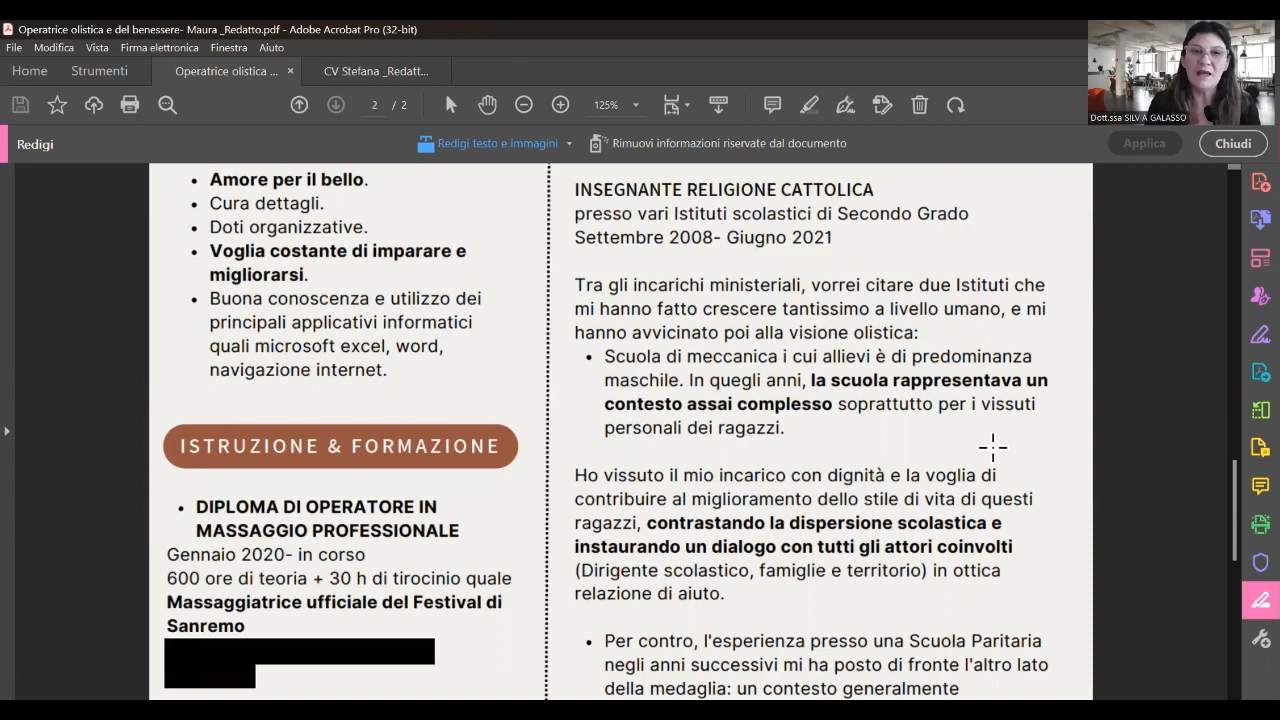 Operatrice olistica e del benessere- Maura _Redatto.pdf - Adobe Acrobat Pro (32-bit)
File Modifica Vista Firma elettronica Finestra Aiuto
Home Strumenti Operatrice olistica ... × CV Stefana _Redatt...
2 / 2 125%
Dott.ssa SILVIA GALASSO
Redigi Redigi testo e immagini Rimuovi informazioni riservate dal documento Applica Chiudi
• Amore per il bello.
• Cura dettagli.
• Doti organizzative.
• Voglia costante di imparare e
migliorarsi.
• Buona conoscenza e utilizzo dei
principali applicativi informatici
quali microsoft excel, word,
navigazione internet.
ISTRUZIONE & FORMAZIONE
• DIPLOMA DI OPERATORE IN
MASSAGGIO PROFESSIONALE
Gennaio 2020- in corso
600 ore di teoria + 30 h di tirocinio quale
Massaggiatrice ufficiale del Festival di
Sanremo
INSEGNANTE RELIGIONE CATTOLICA
presso vari Istituti scolastici di Secondo Grado
Settembre 2008- Giugno 2021
Tra gli incarichi ministeriali, vorrei citare due Istituti che
mi hanno fatto crescere tantissimo a livello umano, e mi
hanno avvicinato poi alla visione olistica:
• Scuola di meccanica i cui allievi è di predominanza
maschile. In quegli anni, la scuola rappresentava un
contesto assai complesso soprattutto per i vissuti
personali dei ragazzi.
Ho vissuto il mio incarico con dignità e la voglia di
contribuire al miglioramento dello stile di vita di questi
ragazzi, contrastando la dispersione scolastica e
instaurando un dialogo con tutti gli attori coinvolti
(Dirigente scolastico, famiglie e territorio) in ottica
relazione di aiuto.
• Per contro, l'esperienza presso una Scuola Paritaria
negli anni successivi mi ha posto di fronte l'altro lato
della medaglia: un contesto generalmente